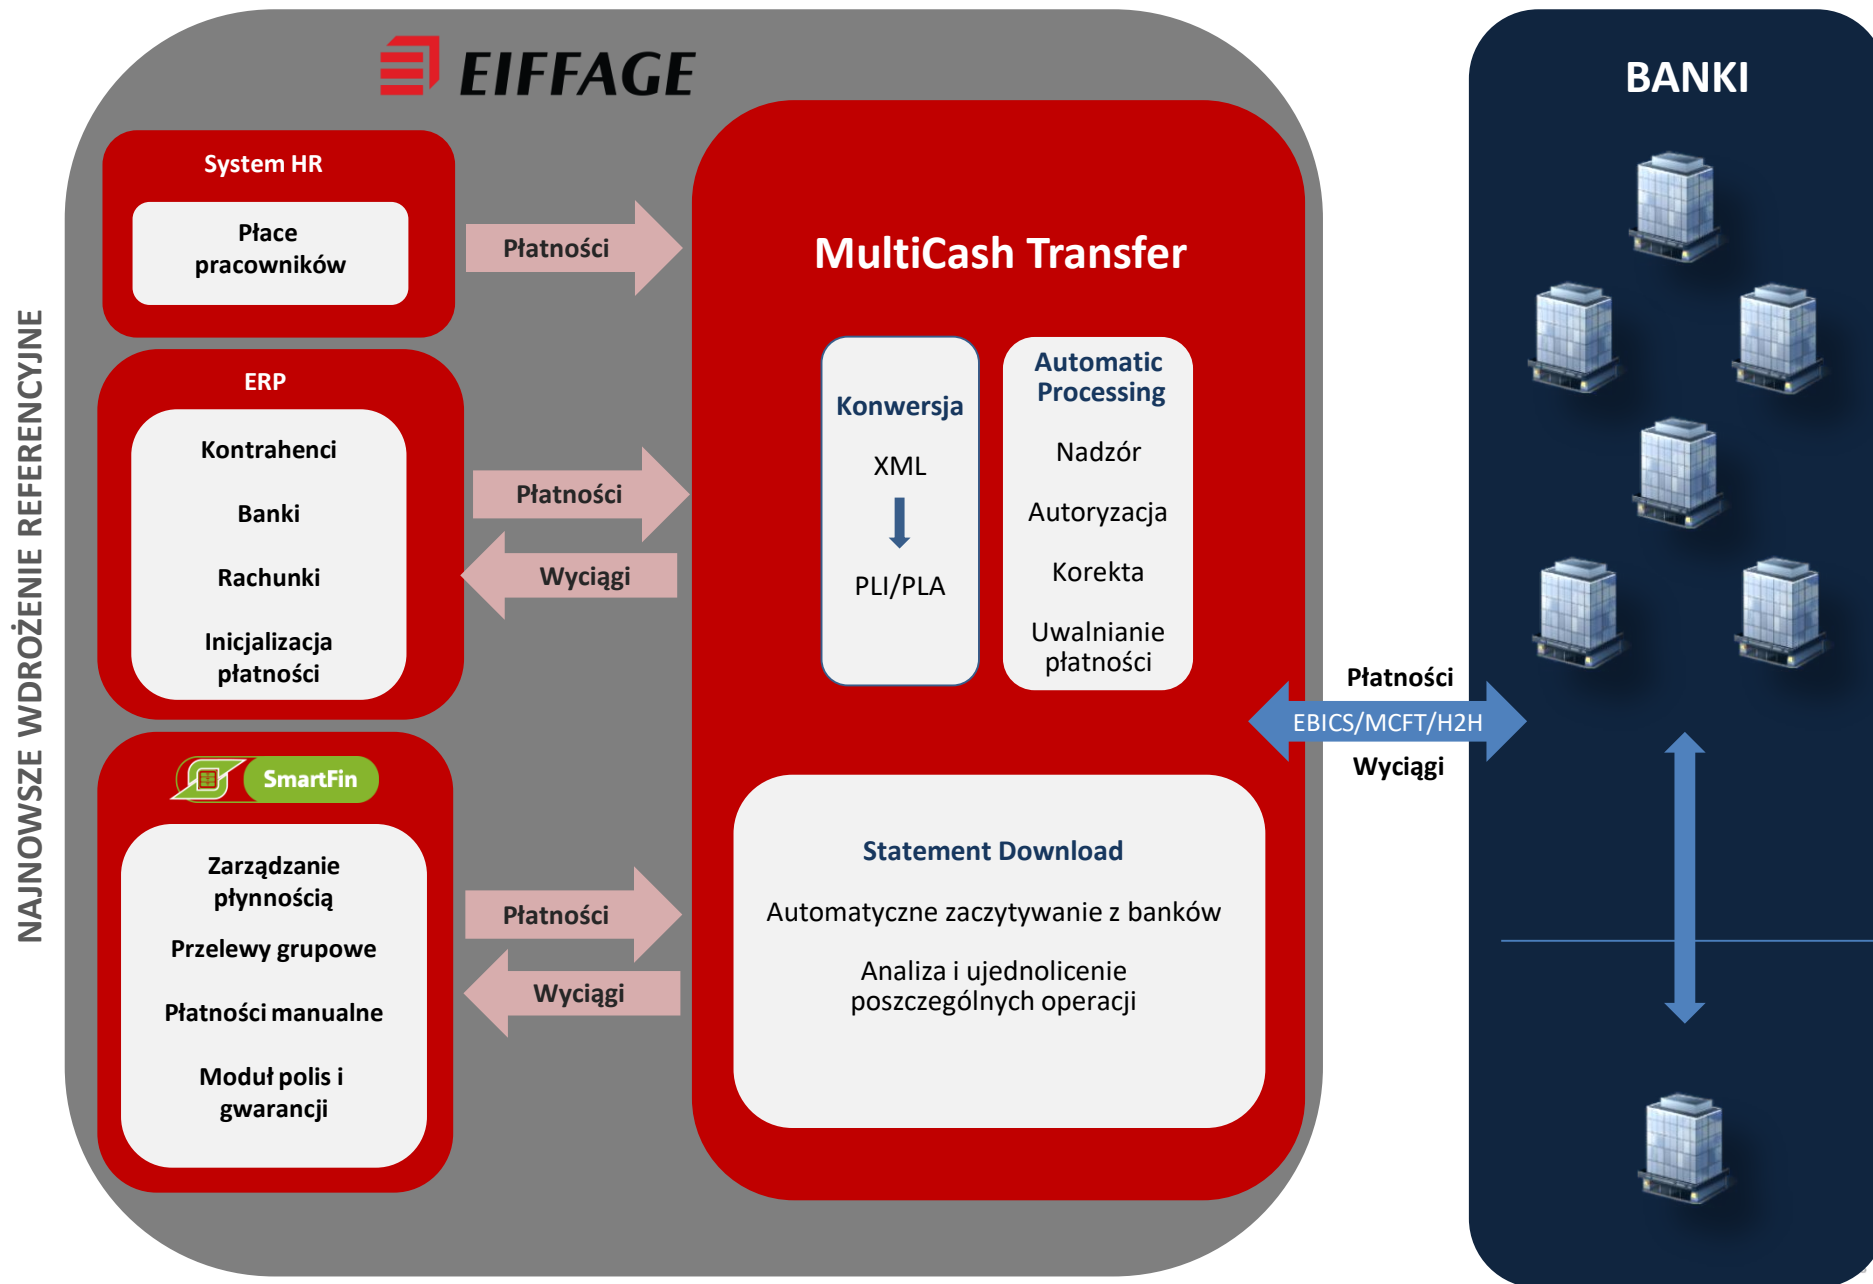 NAJNOWSZE WDROŻENIE REFERENCYJNE
EIFFAGE
System HR
Płace
pracowników
Płatności
ERP
Kontrahenci
Banki
Rachunki
Inicjalizacja
płatności
Płatności
Wyciągi
SmartFin
Zarządzanie
płynnością
Przelewy grupowe
Płatności manualne
Moduł polis i
gwarancji
Płatności
Wyciągi
MultiCash Transfer
Konwersja
XML
PLI/PLA
Automatic
Processing
Nadzór
Autoryzacja
Korekta
Uwalnianie
płatności
Statement Download
Automatyczne zaczytywanie z banków
Analiza i ujednolicenie
poszczególnych operacji
Płatności
EBICS/MCFT/H2H
Wyciągi
BANKI